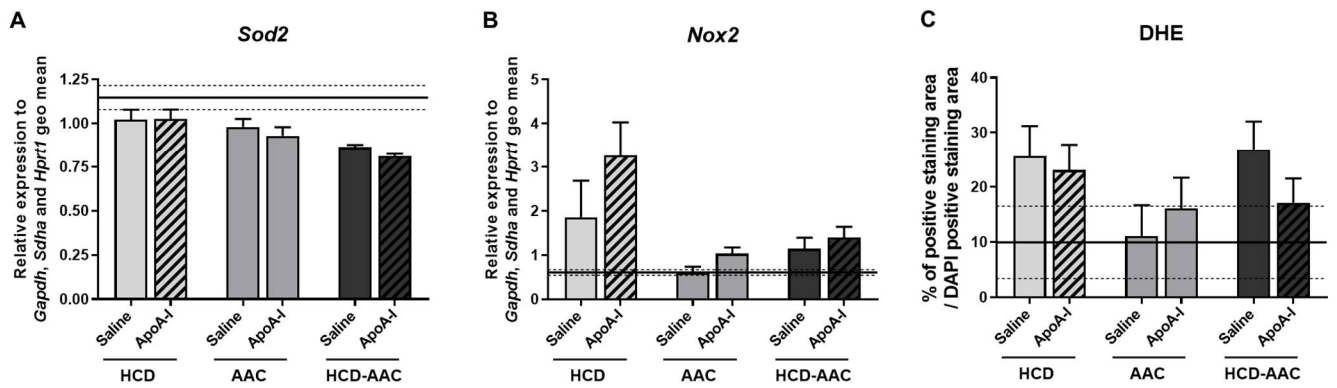 A
Sod2
Relative expression to
Gapdh, Sdha and Hprt1 geo mean
1.25
1.00
0.75
0.50
0.25
0.00
Saline
ApoA-I
Saline
ApoA-I
Saline
ApoA-I
HCD
AAC
HCD-AAC
B
Nox2
Relative expression to
Gapdh, Sdha and Hprt1 geo mean
5
4
3
2
1
0
Saline
ApoA-I
Saline
ApoA-I
Saline
ApoA-I
HCD
AAC
HCD-AAC
C
DHE
% of positive staining area
/ DAPI positive staining area
40
30
20
10
0
Saline
ApoA-I
Saline
ApoA-I
Saline
ApoA-I
HCD
AAC
HCD-AAC